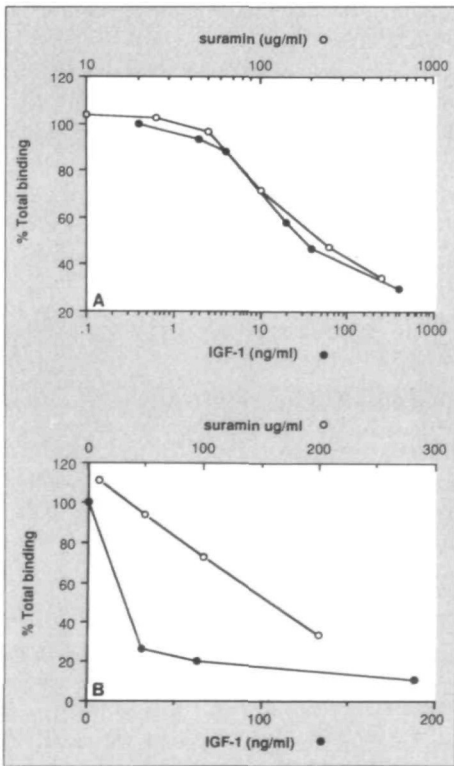 suramin (ug/ml) ○
10 100 1000
120
100
80
60
40
20
% Total binding
A
.1 1 10 100 1000
IGF-1 (ng/ml) ●
suramin ug/ml ○
0 100 200 300
120
100
80
60
40
20
0
% Total binding
B
0 100 200
IGF-1 (ng/ml) ●